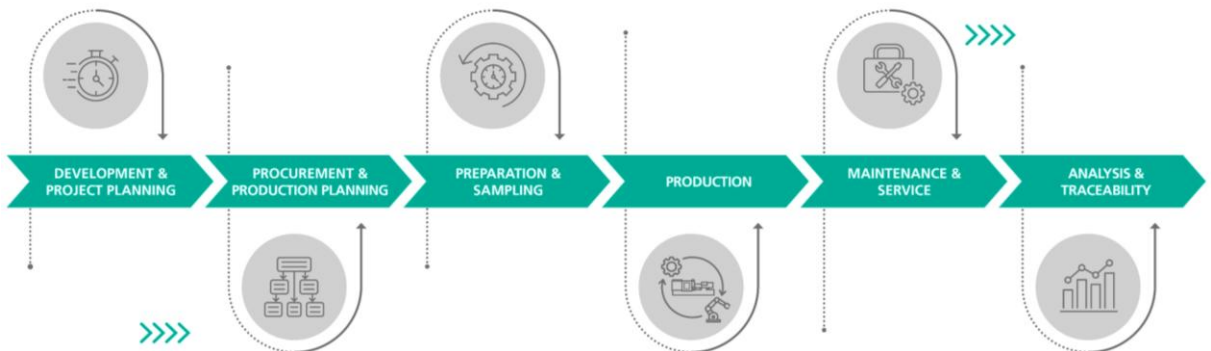 DEVELOPMENT &
PROJECT PLANNING
PROCUREMENT &
PRODUCTION PLANNING
PREPARATION &
SAMPLING
PRODUCTION
MAINTENANCE &
SERVICE
ANALYSIS &
TRACEABILITY